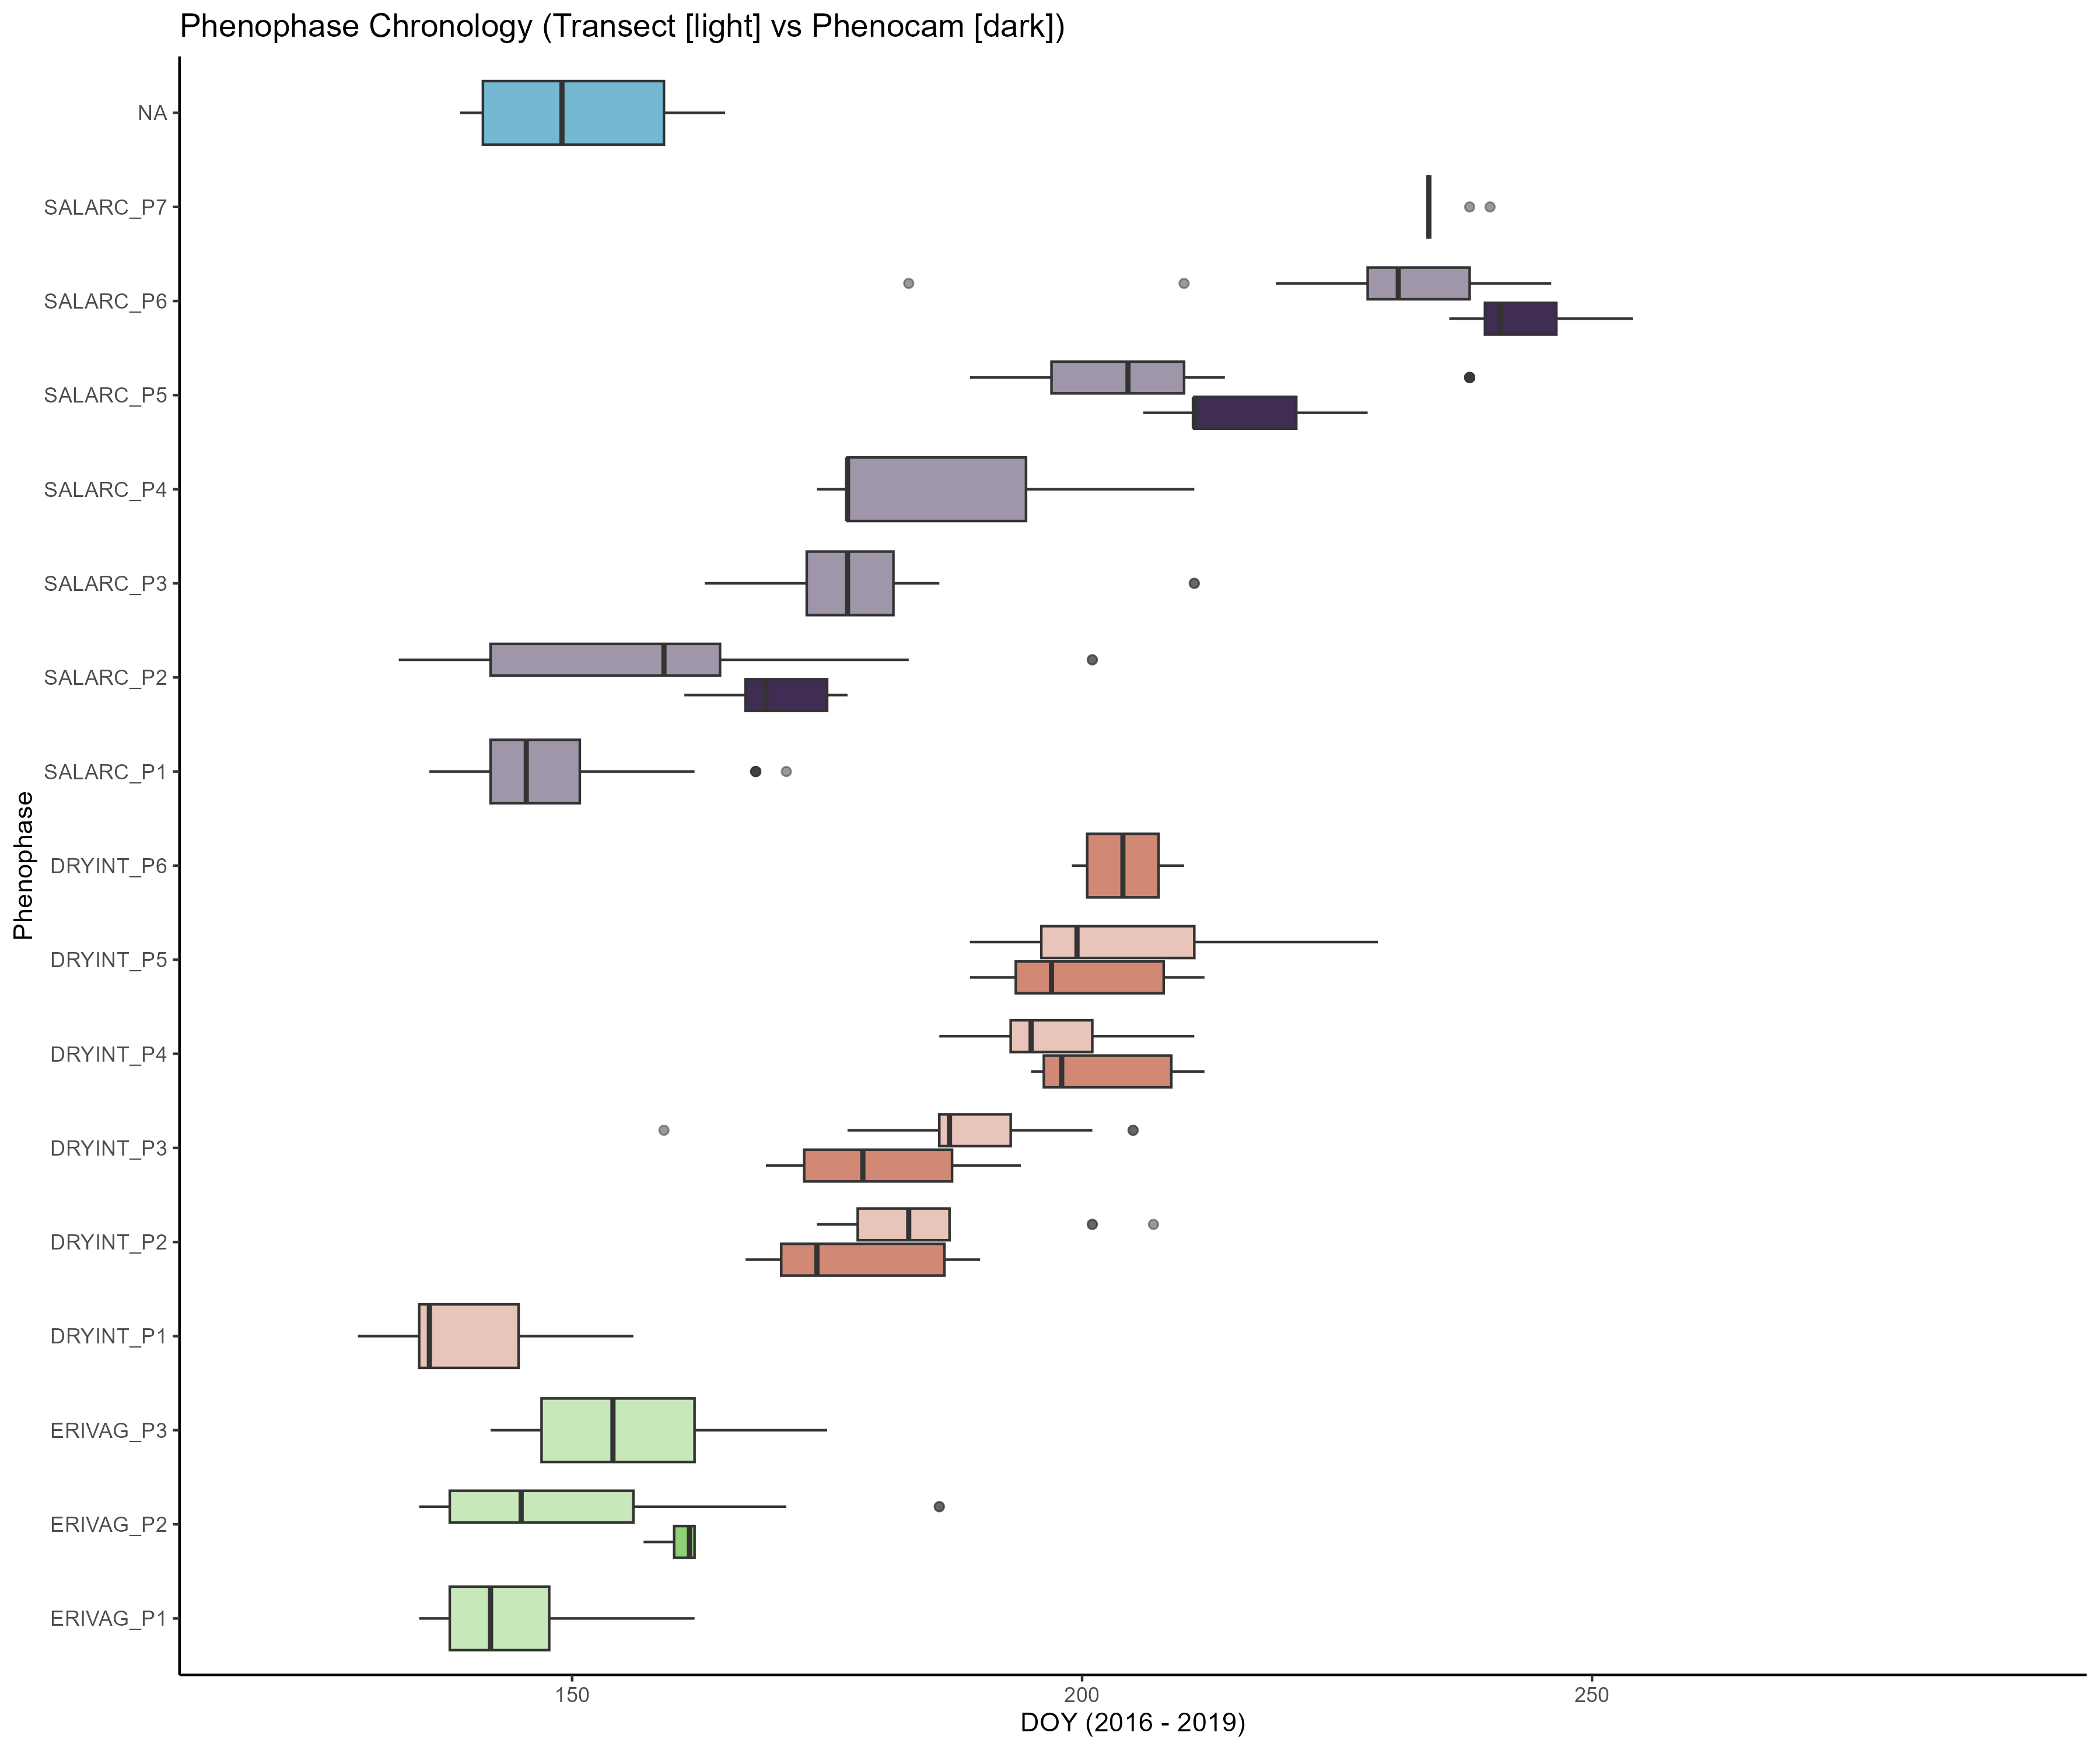 Phenophase Chronology (Transect [light] vs Phenocam [dark])
NA
SALARC_P7
SALARC_P6
SALARC_P5
SALARC_P4
SALARC_P3
SALARC_P2
SALARC_P1
DRYINT_P6
DRYINT_P5
DRYINT_P4
DRYINT_P3
DRYINT_P2
DRYINT_P1
ERIVAG_P3
ERIVAG_P2
ERIVAG_P1
Phenophase
150
200
250
DOY (2016 - 2019)